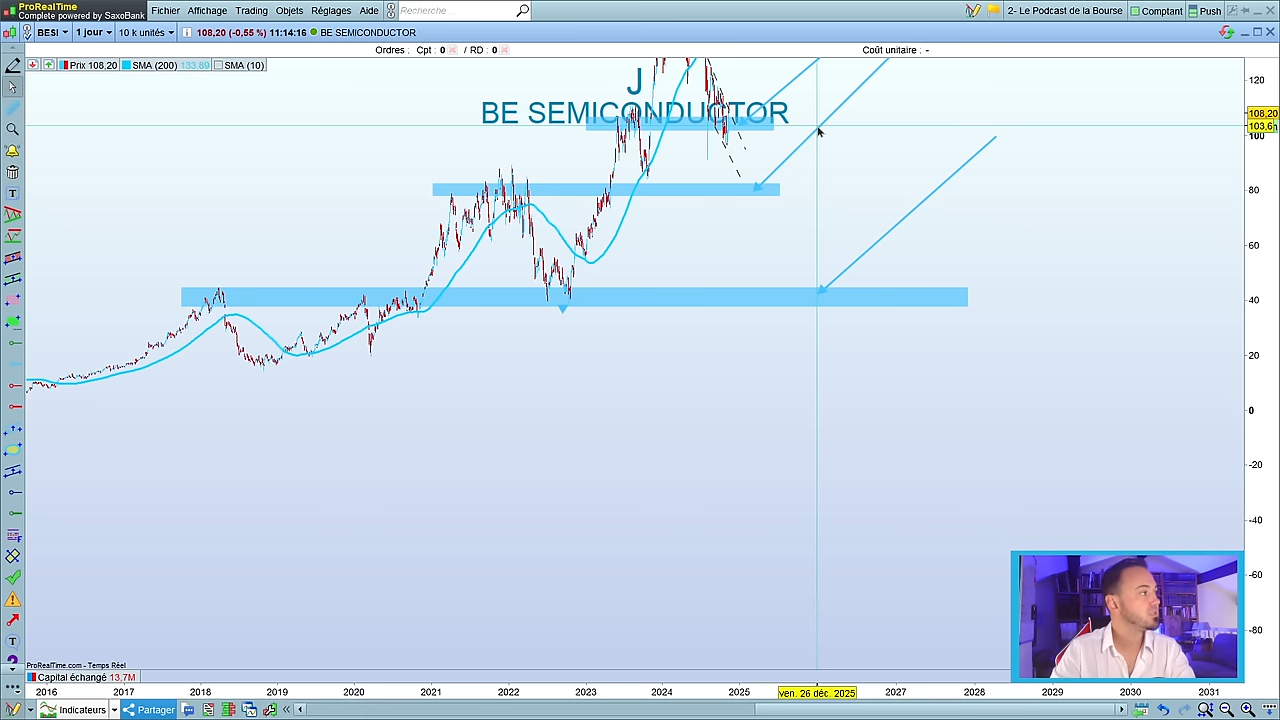 ProRealTime
Complete powered by SaxoBank
Fichier Affichage Trading Objets Réglages Aide Recherche... 2- Le Podcast de la Bourse Comptant Push
BESI 1 jour 10 k unités 108,20 (-0,55 %) 11:14:16 BE SEMICONDUCTOR
Ordres : Cpt : 0 / RD : 0 Coût unitaire : -
Prix 108,20 SMA (200) 133,89 SMA (10)
J
BE SEMICONDUCTOR
120
108,20
103,61
100
80
60
40
20
0
-20
-40
-60
-80
ProRealTime.com - Temps Réel
Capital échangé 13,7M
2016 2017 2018 2019 2020 2021 2022 2023 2024 2025 ven. 26 déc. 2025 2027 2028 2029 2030 2031
Indicateurs Partager